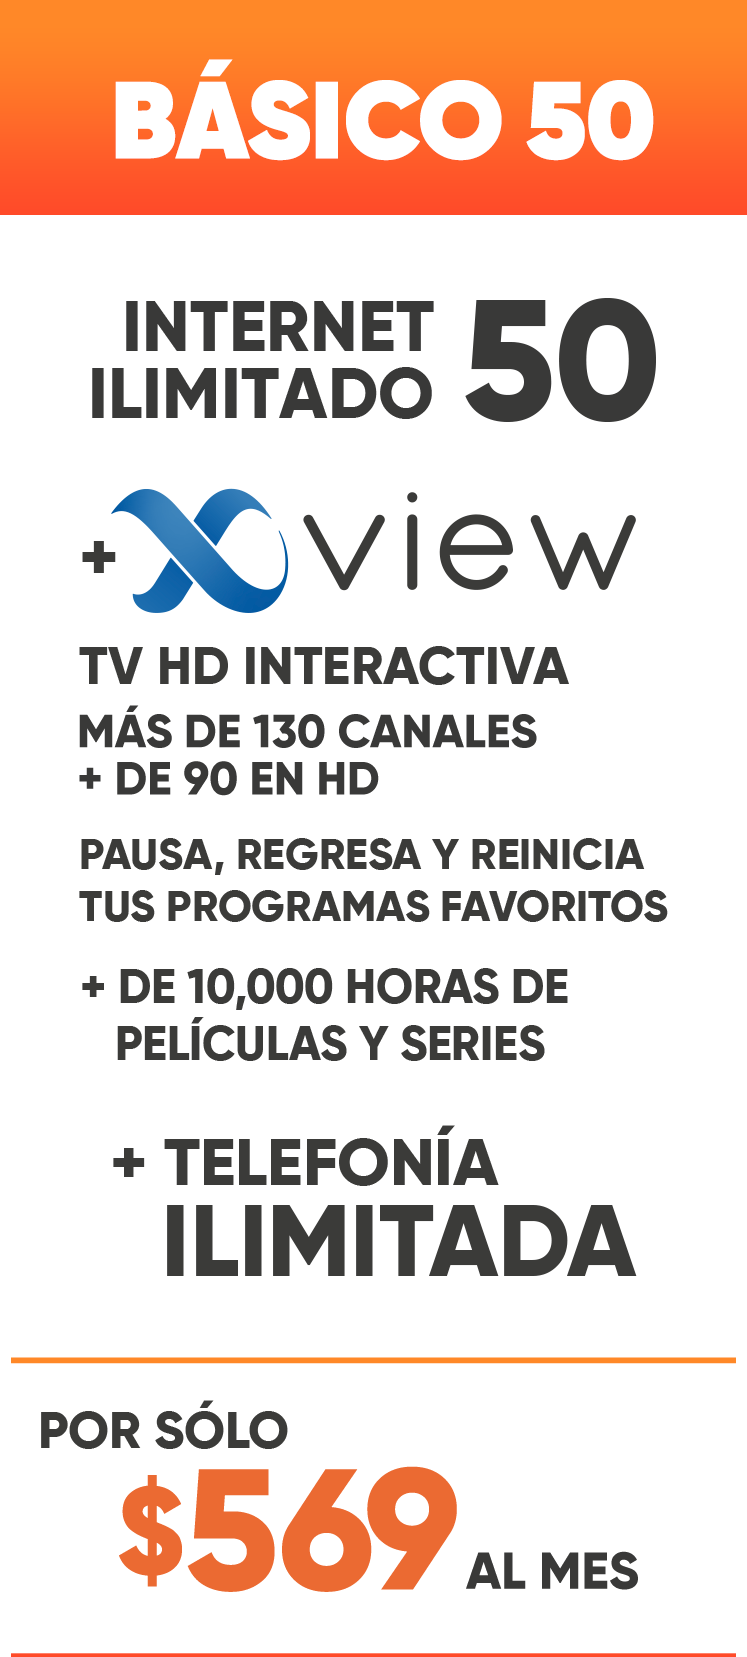 BÁSICO 50
INTERNET
ILIMITADO 50
+ Xview
TV HD INTERACTIVA
MÁS DE 130 CANALES
+ DE 90 EN HD
PAUSA, REGRESA Y REINICIA
TUS PROGRAMAS FAVORITOS
+ DE 10,000 HORAS DE
PELÍCULAS Y SERIES
+ TELEFONÍA
ILIMITADA
POR SÓLO
$569 AL MES